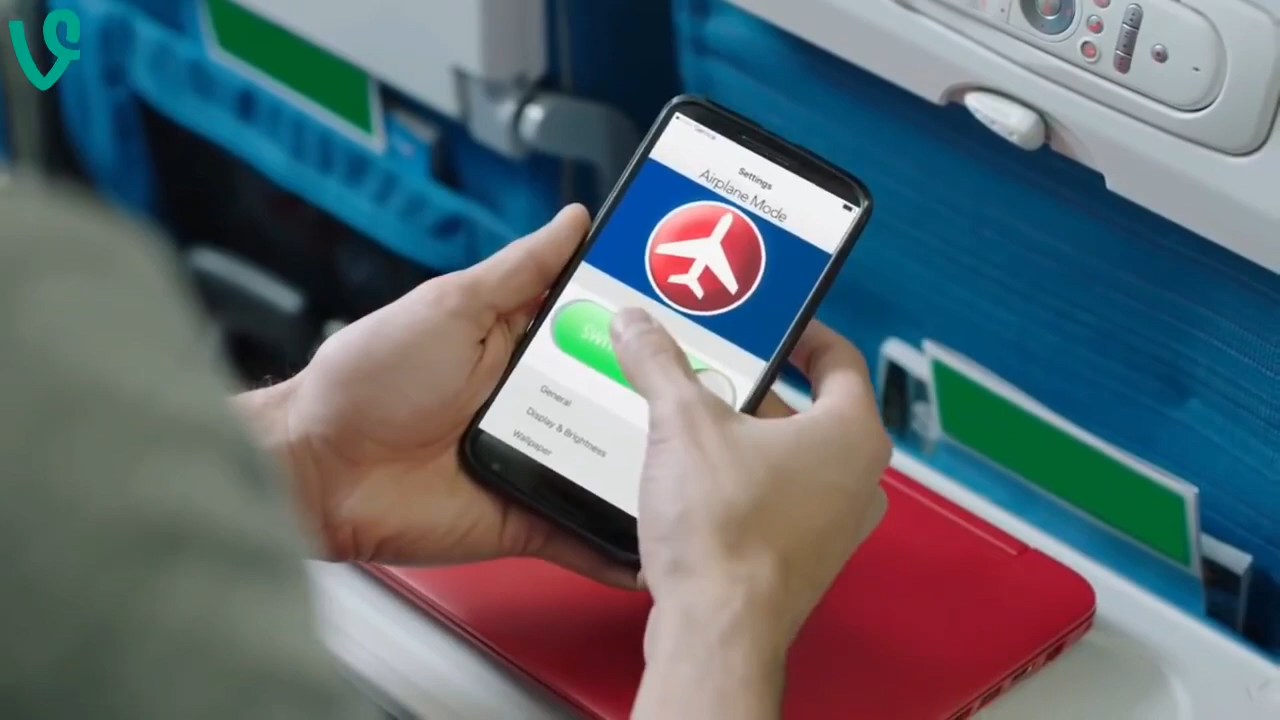 Settings
Airplane Mode
General
Display & Brightness
Wallpaper